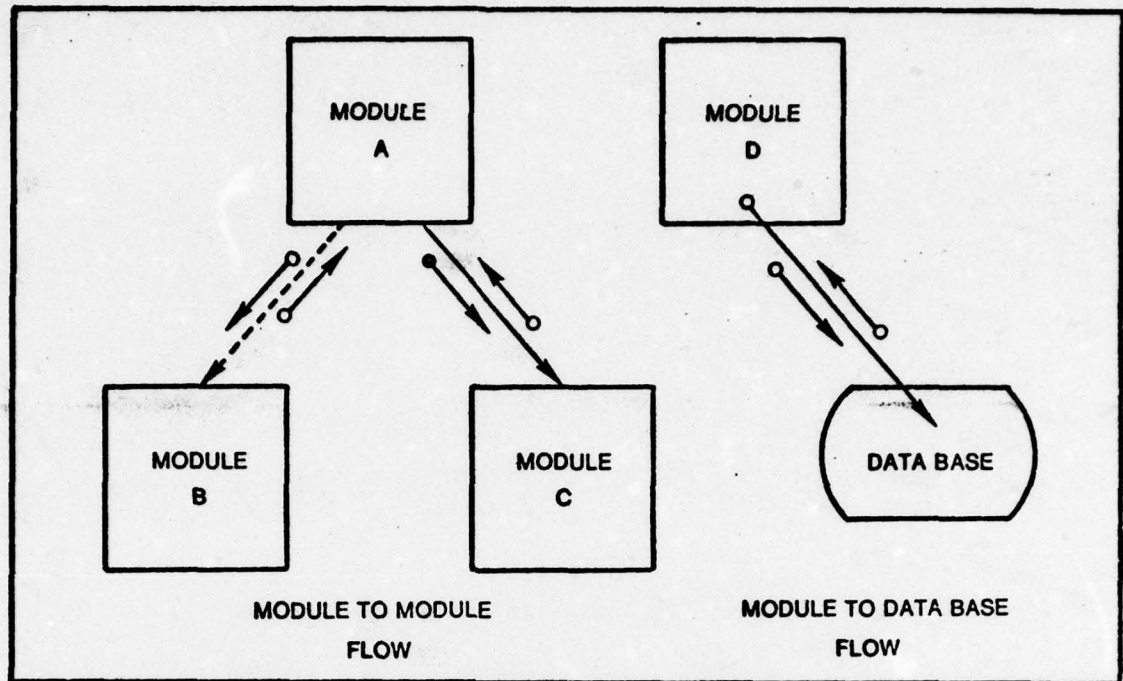 MODULE
A
MODULE
D
MODULE
B
MODULE
C
DATA BASE
MODULE TO MODULE
FLOW
MODULE TO DATA BASE
FLOW